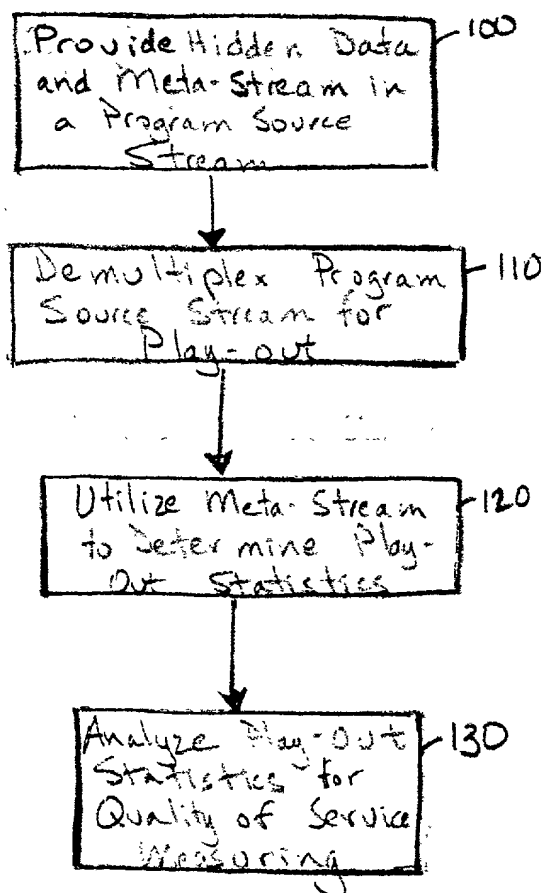 Provide Hidden Data
100
and Meta-Stream in
a Program Source
Stream
Demultiplex Program
110
Source Stream for
Play-out
Utilize Meta-Stream
120
to Determine Play-
Out Statistics
Analyze Play-Out
130
Statistics for
Quality of Service
Measuring